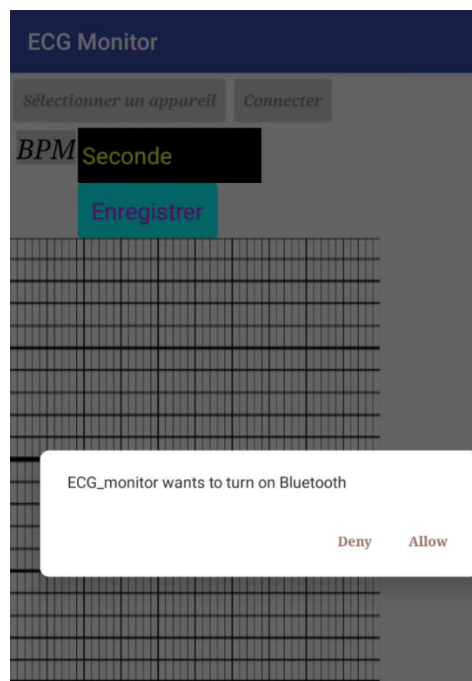 ECG Monitor
Sélectionner un appareil Connecter
BPM Seconde
Enregistrer
ECG_monitor wants to turn on Bluetooth
Deny Allow